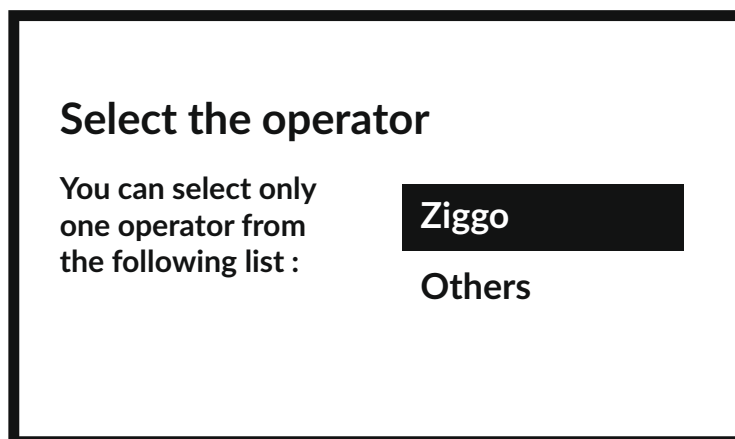 Select the operator
You can select only
one operator from
the following list :
Ziggo
Others